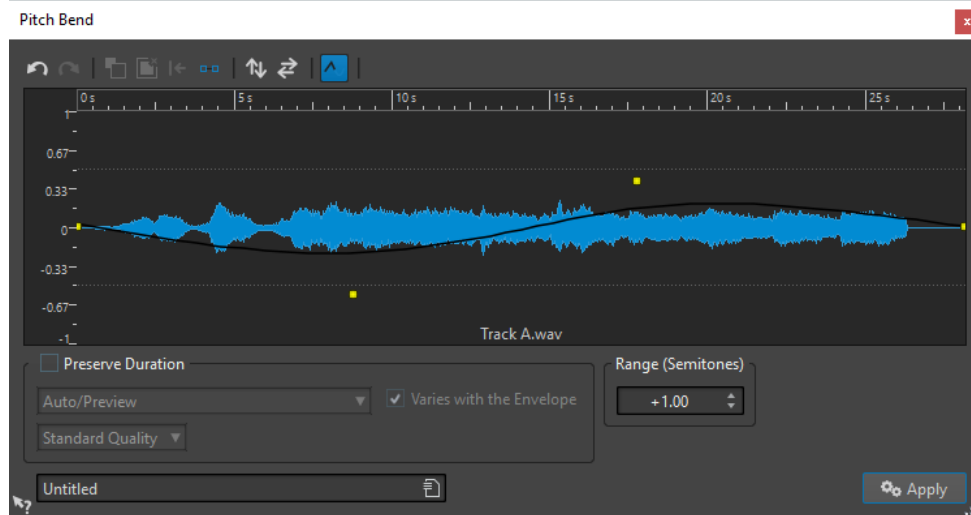 Pitch Bend
x
0 s 5 s 10 s 15 s 20 s 25 s
1
0.67
0.33
0
-0.33
-0.67
-1
Track A.wav
Preserve Duration
Range (Semitones)
Auto/Preview
Varies with the Envelope
+1.00
Standard Quality
Untitled
Apply
?